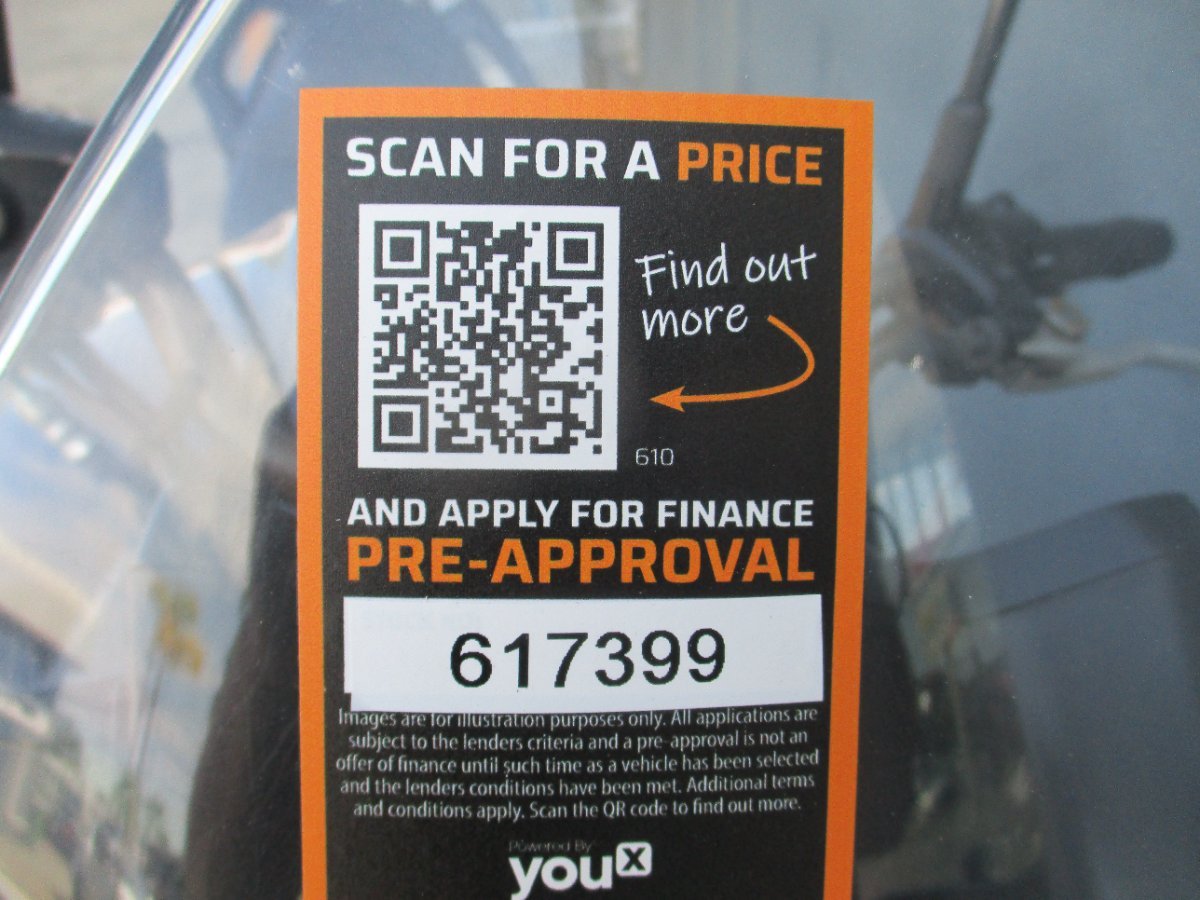 SCAN FOR A PRICE
Find out
more
610
AND APPLY FOR FINANCE
PRE-APPROVAL
617399
Images are for illustration purposes only. All applications are
subject to the lenders criteria and a pre-approval is not an
offer of finance until such time as a vehicle has been selected
and the lenders conditions have been met. Additional terms
and conditions apply. Scan the QR code to find out more.
Powered By
youx